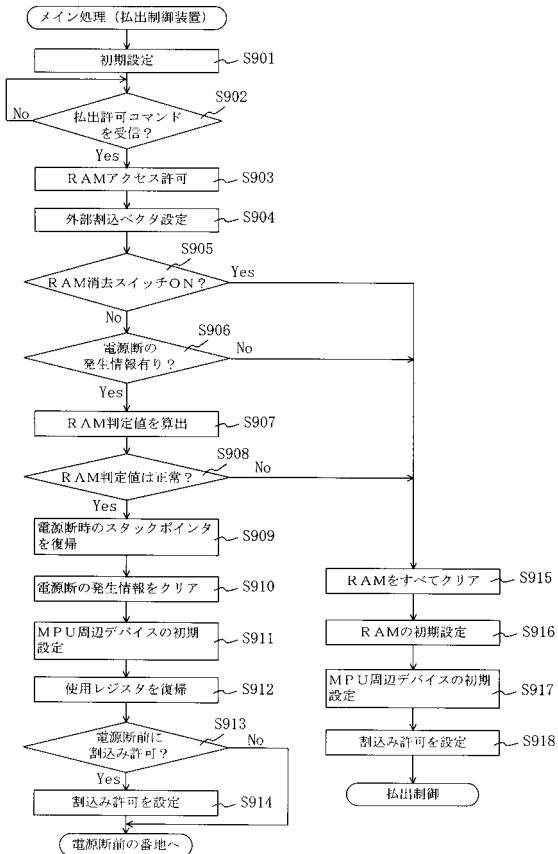 メイン処理（払出制御装置）
初期設定
S901
S902
No
払出許可コマンド
を受信？
Yes
RAMアクセス許可
S903
外部割込ベクタ設定
S904
S905
RAM消去スイッチON？
Yes
No
S906
電源断の
発生情報有り？
No
Yes
RAM判定値を算出
S907
S908
RAM判定値は正常？
No
Yes
電源断時のスタックポインタ
を復帰
S909
電源断の発生情報をクリア
S910
MPU周辺デバイスの初期
設定
S911
使用レジスタを復帰
S912
S913
電源断前に
割込み許可？
No
Yes
割込み許可を設定
S914
電源断前の番地へ
RAMをすべてクリア
S915
RAMの初期設定
S916
MPU周辺デバイスの初期
設定
S917
割込み許可を設定
S918
払出制御